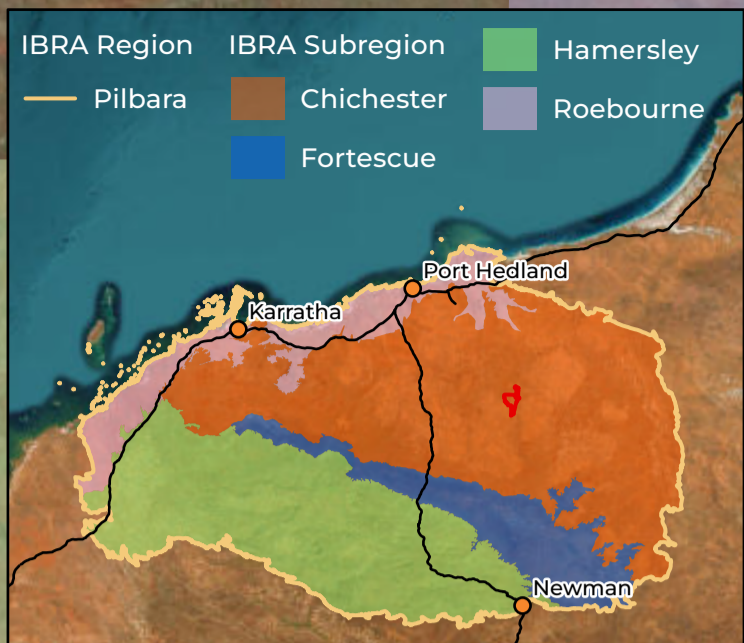 IBRA Region
Pilbara
IBRA Subregion
Chichester
Fortescue
Hamersley
Roebourne
Port Hedland
Karratha
Newman